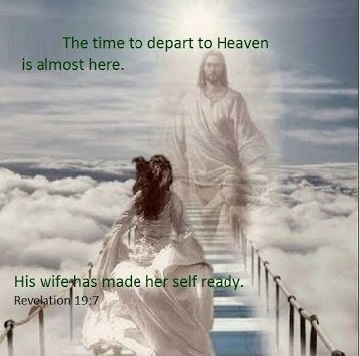 The time to depart to Heaven
is almost here.
His wife has made her self ready.
Revelation 19:7